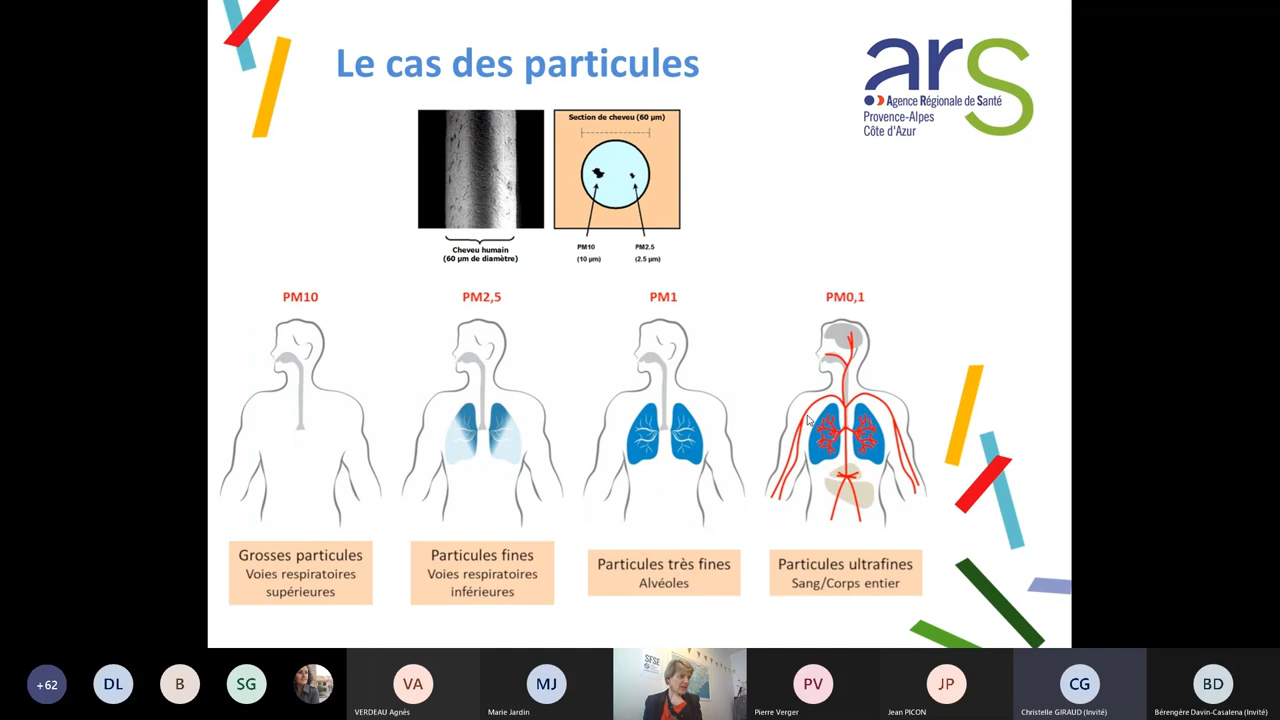 Le cas des particules
ars
Agence Régionale de Santé
Provence-Alpes
Côte d'Azur
Section de cheveu (60 µm)
Cheveu humain
(60 µm de diamètre)
PM10
(10 µm)
PM2.5
(2.5 µm)
PM10
PM2,5
PM1
PM0,1
Grosses particules
Voies respiratoires
supérieures
Particules fines
Voies respiratoires
inférieures
Particules très fines
Alvéoles
Particules ultrafines
Sang/Corps entier
+62
DL
B
SG
VA
VERDEAU Agnès
MJ
Marie Jardin
SFSE
PV
Pierre Verger
JP
Jean PICON
CG
Christelle GIRAUD (Invité)
BD
Bérengère Davin-Casalena (Invité)